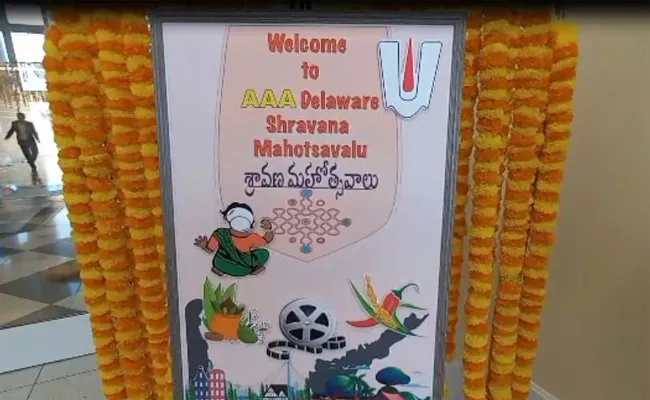 Welcome
to
AAA Delaware
Shravana
Mahotsavalu
శ్రావణ మహోత్సవాలు